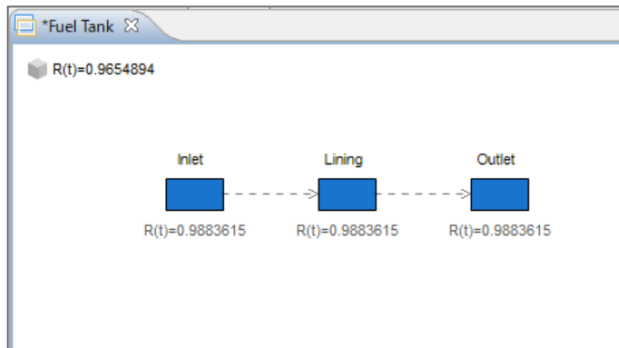 *Fuel Tank
R(t)=0.9654894
Inlet
Lining
Outlet
R(t)=0.9883615
R(t)=0.9883615
R(t)=0.9883615